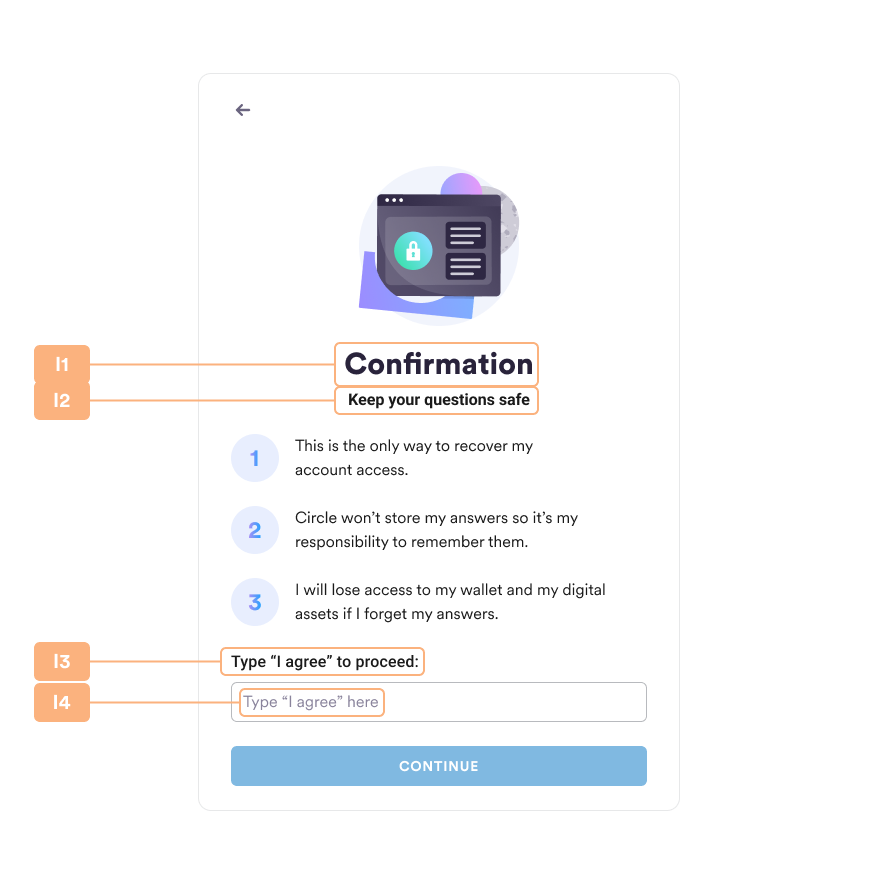 I1
Confirmation
I2
Keep your questions safe
1
This is the only way to recover my
account access.
2
Circle won’t store my answers so it’s my
responsibility to remember them.
3
I will lose access to my wallet and my digital
assets if I forget my answers.
I3
Type “I agree” to proceed:
I4
Type “I agree” here
CONTINUE